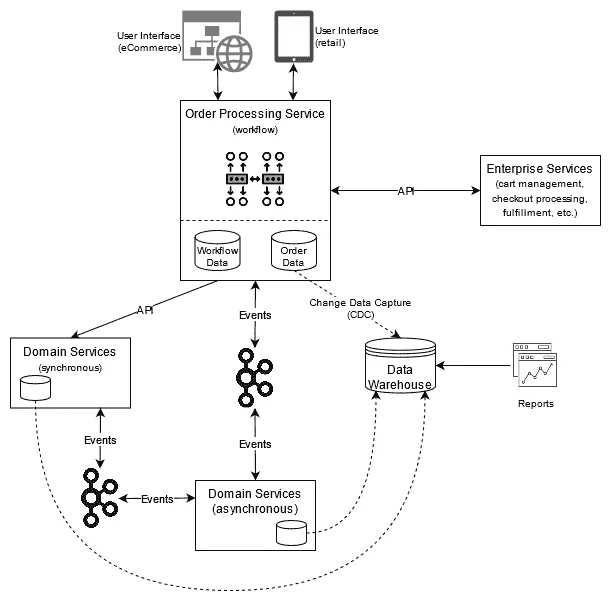 User Interface
(eCommerce)
User Interface
(retail)
Order Processing Service
(workflow)
Workflow
Data
Order
Data
API
Enterprise Services
(cart management,
checkout processing,
fulfillment, etc.)
API
Events
Change Data Capture
(CDC)
Domain Services
(synchronous)
Data
Warehouse
Reports
Events
Events
Events
Domain Services
(asynchronous)